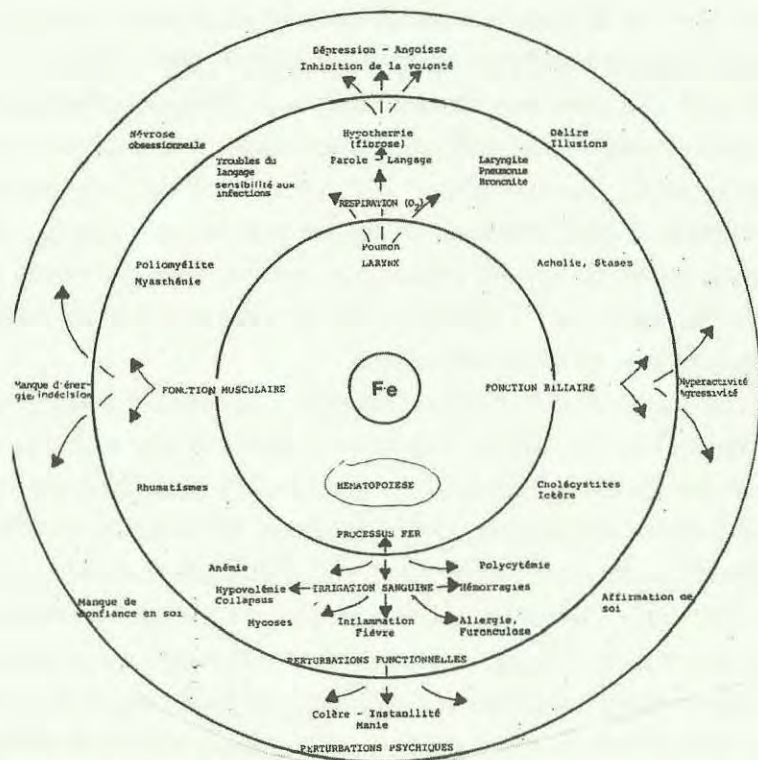 Dépression - Angoisse
Inhibition de la volonté
Névrose
obsessionnelle
Hypothermie
(fibrose)
Délire
Illusions
Troubles du
langage
sensibilité aux
infections
Parole - Langage
Laryngite
Pneumonie
Bronchite
RESPIRATION (O2)
Poumon
LARYNX
Poliomyélite
Myasthénie
Acholie, Stases
Manque d'éner-
gie, indécision
FONCTION MUSCULAIRE
Fe
FONCTION BILIAIRE
Hyperactivité
Agressivité
Rhumatismes
HEMATOPOIESE
Cholécystites
Ictère
PROCESSUS FER
Anémie
Polycytémie
Hypovolémie
Collapsus
IRRIGATION SANGUINE
Hémorragies
Manque de
confiance en soi
Affirmation de
soi
Mycoses
Inflammation
Fièvre
Allergie,
Furonculose
PERTURBATIONS FONCTIONNELLES
Colère - Instabilité
Manie
PERTURBATIONS PSYCHIQUES